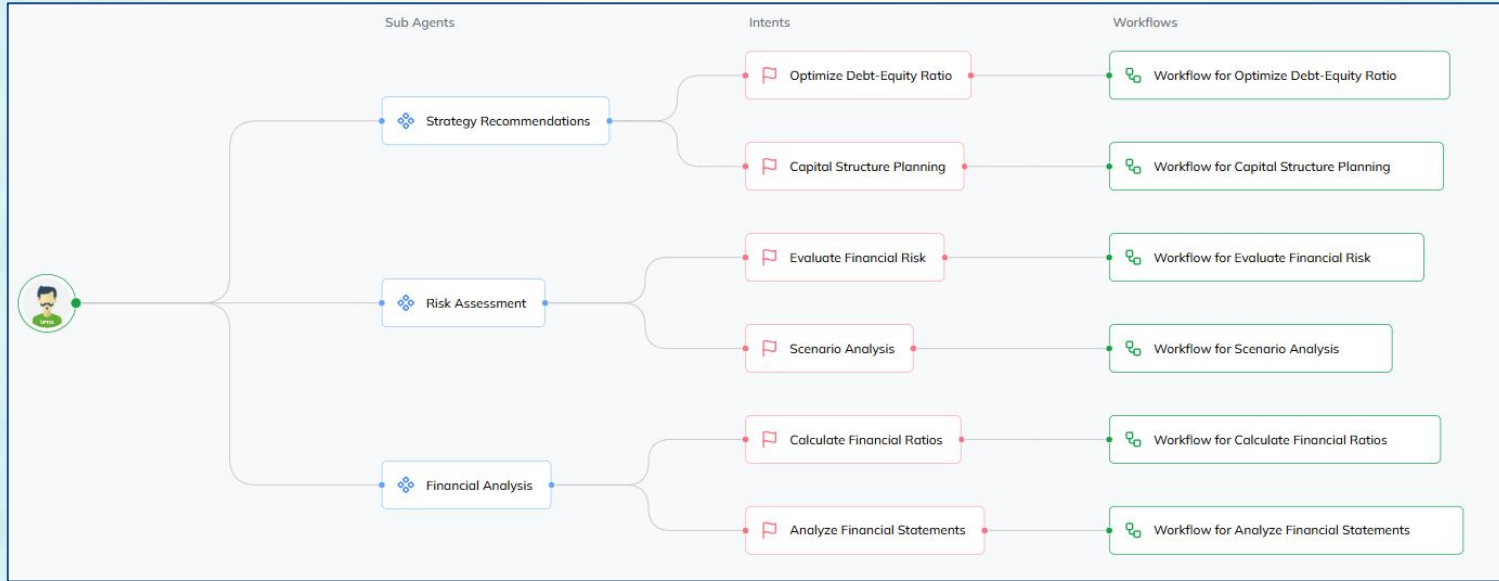 Sub Agents
Intents
Workflows
Optimize Debt-Equity Ratio
Workflow for Optimize Debt-Equity Ratio
Strategy Recommendations
Capital Structure Planning
Workflow for Capital Structure Planning
Evaluate Financial Risk
Workflow for Evaluate Financial Risk
Risk Assessment
Scenario Analysis
Workflow for Scenario Analysis
Calculate Financial Ratios
Workflow for Calculate Financial Ratios
Financial Analysis
Analyze Financial Statements
Workflow for Analyze Financial Statements